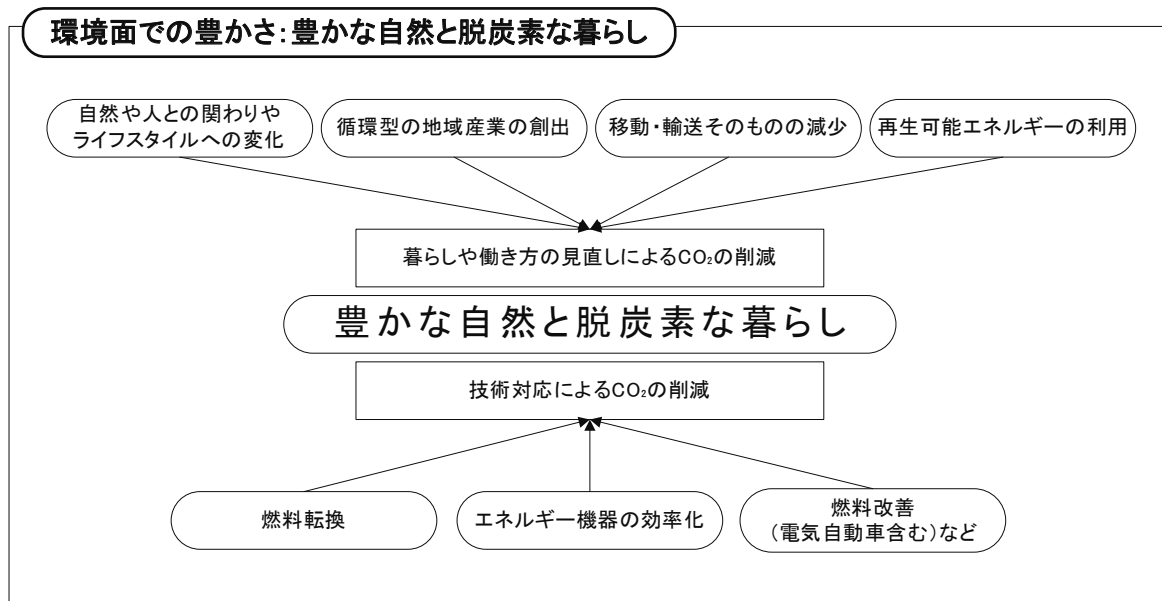 環境面での豊かさ:豊かな自然と脱炭素な暮らし
自然や人との関わりや
ライフスタイルへの変化
循環型の地域産業の創出
移動・輸送そのものの減少
再生可能エネルギーの利用
暮らしや働き方の見直しによるCO₂の削減
豊かな自然と脱炭素な暮らし
技術対応によるCO₂の削減
燃料転換
エネルギー機器の効率化
燃料改善
(電気自動車含む)など